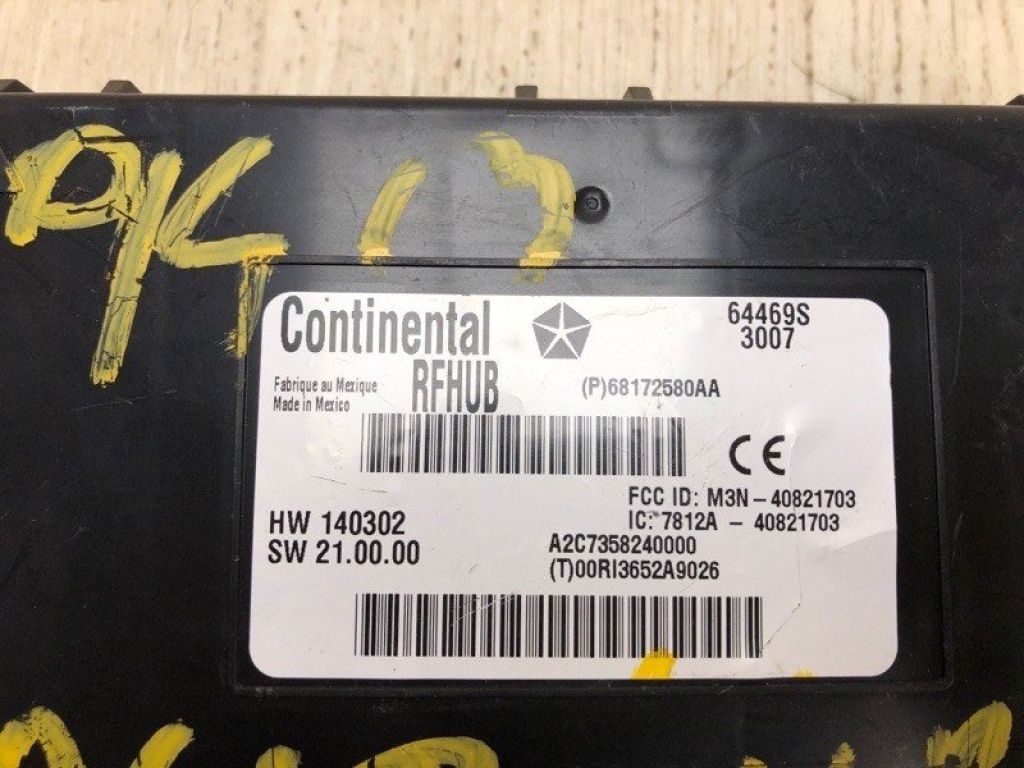 Continental
64469S
3007
Fabrique au Mexique
Made in Mexico
RFHUB
(P)68172580AA
CE
FCC ID: M3N-40821703
IC: 7812A - 40821703
HW 140302
SW 21.00.00
A2C7358240000
(T)00RI3652A9026